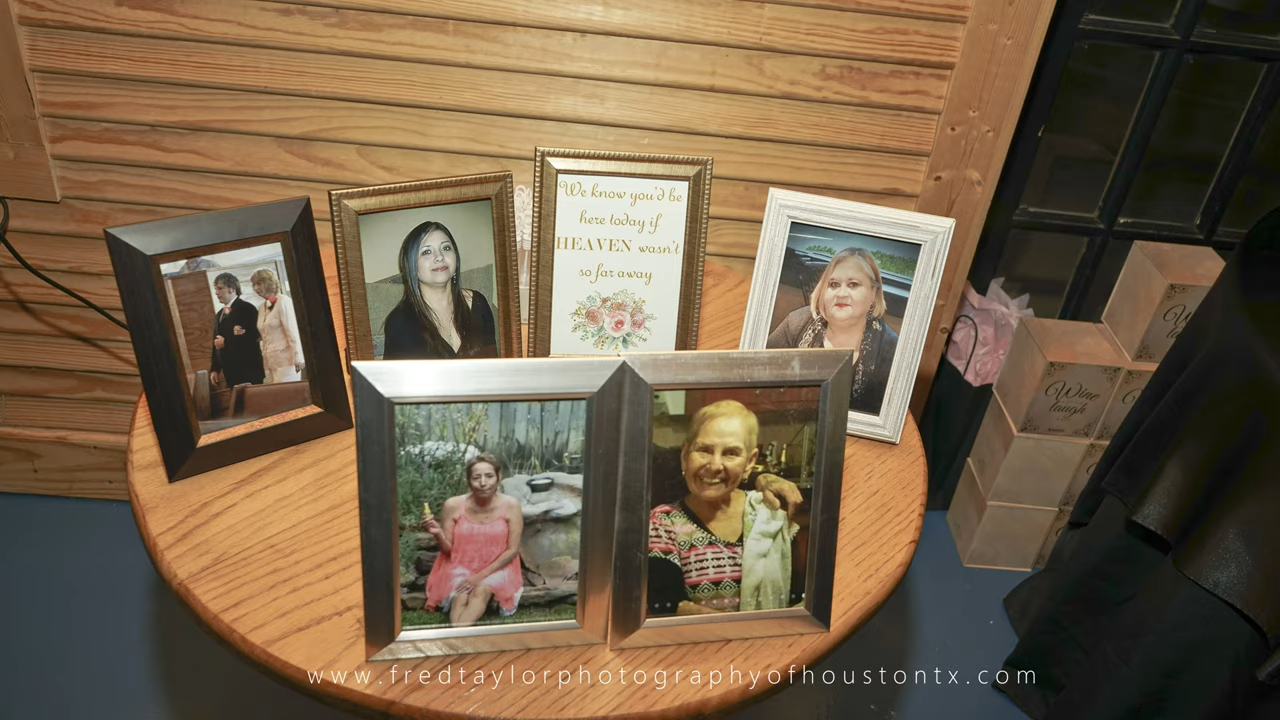 We know you'd be
here today if
HEAVEN wasn't
so far away
Wine
laugh
www.fredtaylorphotographyofhoustontx.com